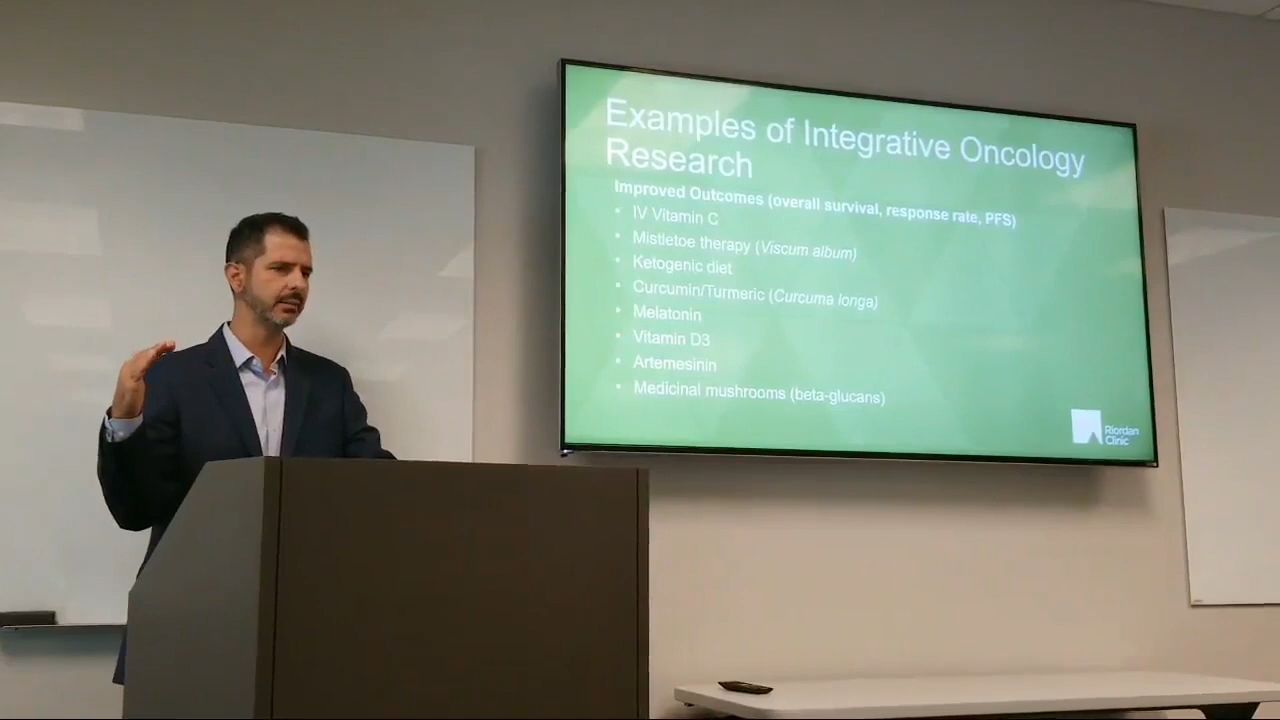 Examples of Integrative Oncology
Research
Improved Outcomes (overall survival, response rate, PFS)
• IV Vitamin C
• Mistletoe therapy (Viscum album)
• Ketogenic diet
• Curcumin/Turmeric (Curcuma longa)
• Melatonin
• Vitamin D3
• Artemesinin
• Medicinal mushrooms (beta-glucans)
Riordan
Clinic